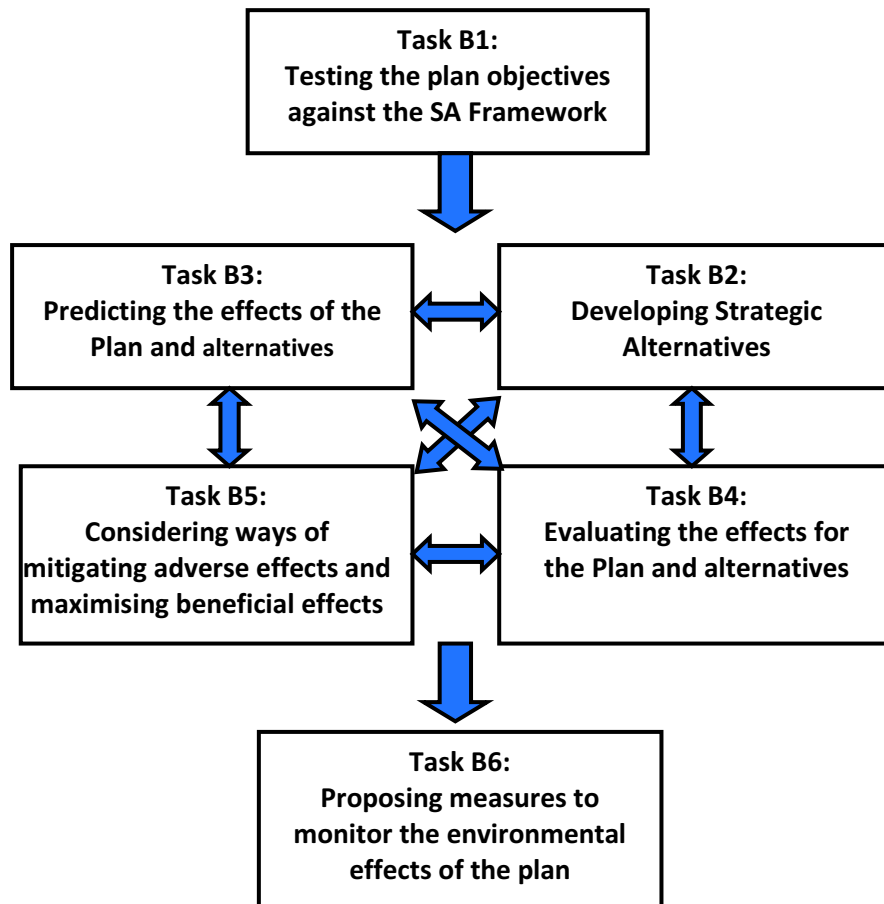 Task B1:
Testing the plan objectives
against the SA Framework
Task B3:
Predicting the effects of the
Plan and alternatives
Task B2:
Developing Strategic
Alternatives
Task B5:
Considering ways of
mitigating adverse effects and
maximising beneficial effects
Task B4:
Evaluating the effects for
the Plan and alternatives
Task B6:
Proposing measures to
monitor the environmental
effects of the plan